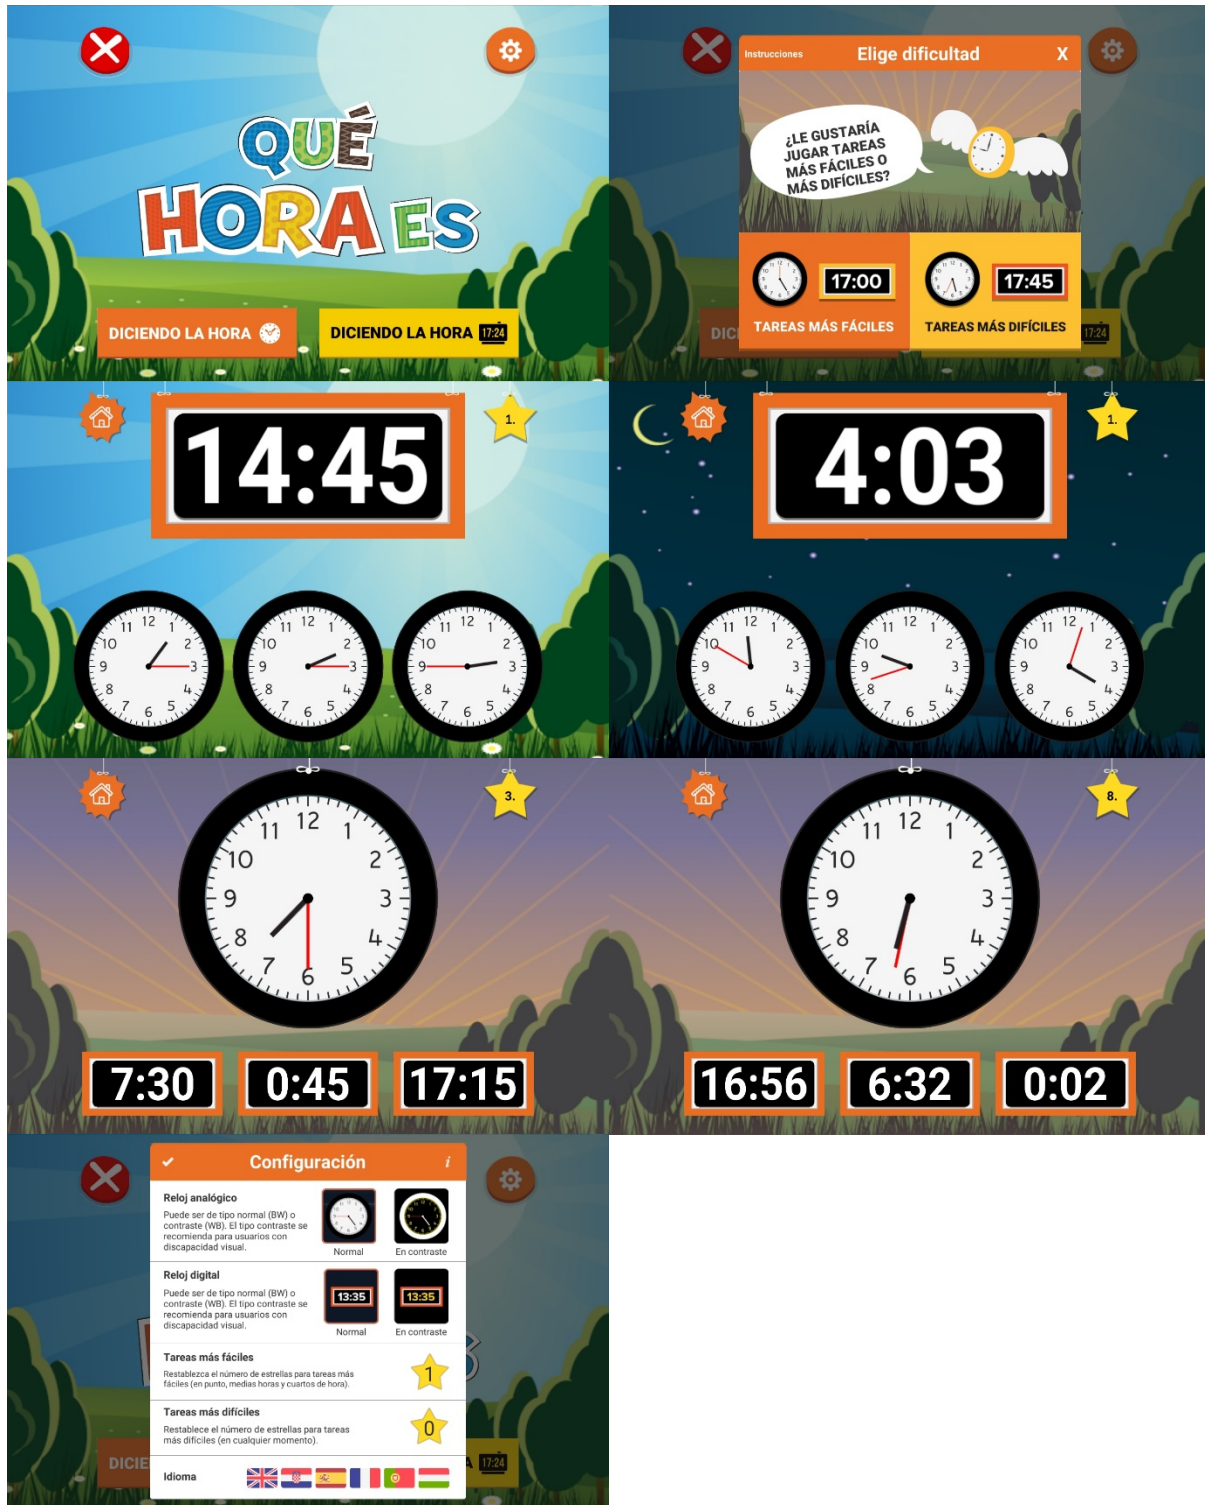 QUÉ
HORA ES
DICIENDO LA HORA
DICIENDO LA HORA 17:24
Instrucciones Elige dificultad X
¿LE GUSTARÍA
JUGAR TAREAS
MÁS FÁCILES O
MÁS DIFÍCILES?
17:00 17:45
TAREAS MÁS FÁCILES TAREAS MÁS DIFÍCILES
14:45
1.
4:03
1.
3.
7:30 0:45 17:15
8.
16:56 6:32 0:02
Configuración i
Reloj analógico
Puede ser de tipo normal (BW) o
contraste (WB). El tipo contraste se
recomienda para usuarios con
discapacidad visual.
Normal En contraste
Reloj digital
Puede ser de tipo normal (BW) o
contraste (WB). El tipo contraste se
recomienda para usuarios con
discapacidad visual.
13:35 13:35
Normal En contraste
Tareas más fáciles
Restablezca el número de estrellas para tareas más
fáciles (en punto, medias horas y cuartos de hora).
1
Tareas más difíciles
Restablece el número de estrellas para tareas
más difíciles (en cualquier momento).
0
Idioma